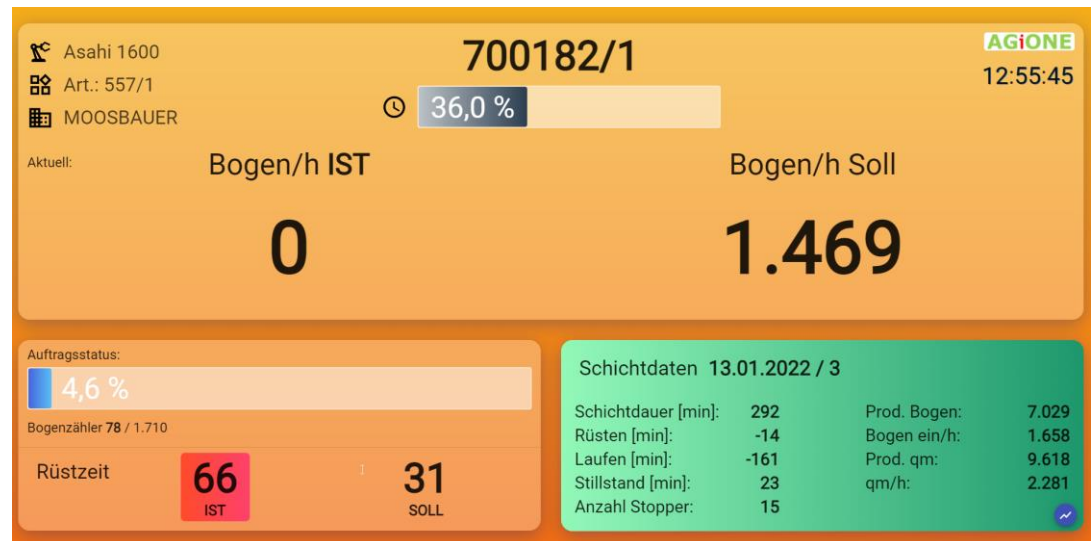 Asahi 1600
Art.: 557/1
MOOSBAUER
700182/1
36,0 %
AGiONE
12:55:45
Aktuell:
Bogen/h IST
Bogen/h Soll
0
1.469
Auftragsstatus:
4,6 %
Bogenzähler 78 / 1.710
Rüstzeit
66
IST
1
31
SOLL
Schichtdaten 13.01.2022 / 3
Schichtdauer [min]: 292 Prod. Bogen: 7.029
Rüsten [min]: -14 Bogen ein/h: 1.658
Laufen [min]: -161 Prod. qm: 9.618
Stillstand [min]: 23 qm/h: 2.281
Anzahl Stopper: 15